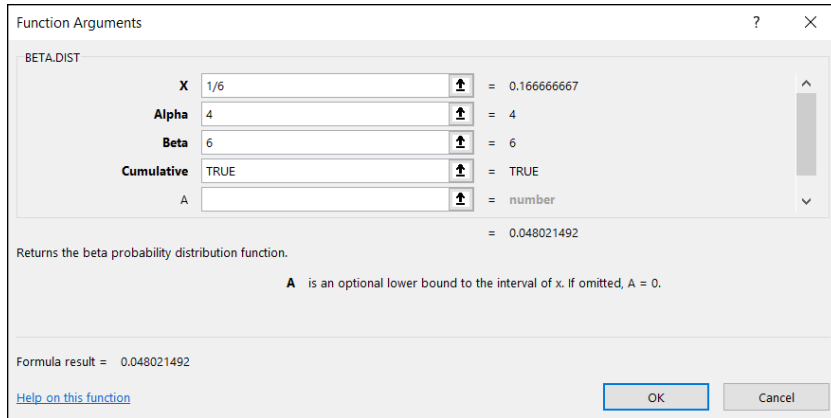 Function Arguments ? ×
BETA.DIST
X 1/6 = 0.166666667
Alpha 4 = 4
Beta 6 = 6
Cumulative TRUE = TRUE
A = number
= 0.048021492
Returns the beta probability distribution function.
A is an optional lower bound to the interval of x. If omitted, A = 0.
Formula result = 0.048021492
Help on this function OK Cancel